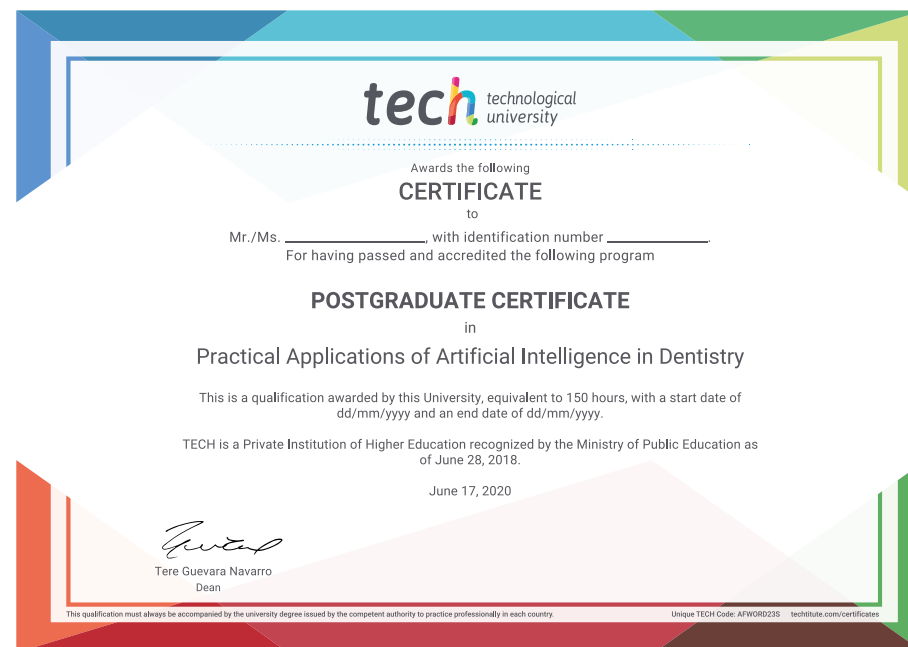 tech technological
university
Awards the following
CERTIFICATE
to
Mr./Ms. ____________________, with identification number ______________.
For having passed and accredited the following program
POSTGRADUATE CERTIFICATE
in
Practical Applications of Artificial Intelligence in Dentistry
This is a qualification awarded by this University, equivalent to 150 hours, with a start date of
dd/mm/yyyy and an end date of dd/mm/yyyy.
TECH is a Private Institution of Higher Education recognized by the Ministry of Public Education as
of June 28, 2018.
June 17, 2020
Tere Guevara Navarro
Dean
This qualification must always be accompanied by the university degree issued by the competent authority to practice professionally in each country.
Unique TECH Code: AFWORD23S techtitute.com/certificates